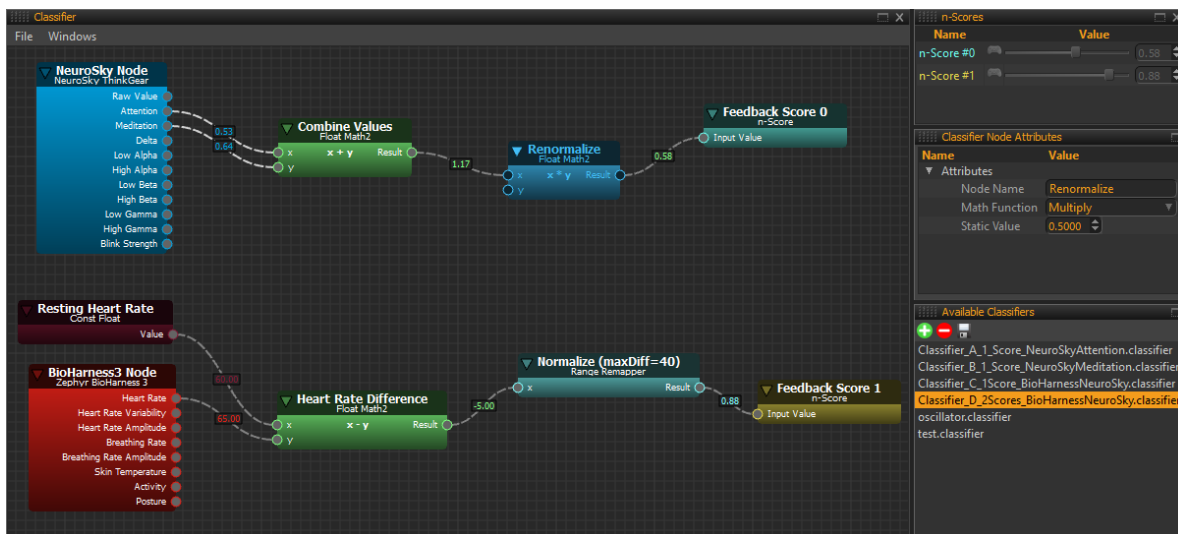 Classifier
File Windows
NeuroSky Node
NeuroSky ThinkGear
Raw Value
Attention
Meditation
Delta
Low Alpha
High Alpha
Low Beta
High Beta
Low Gamma
High Gamma
Blink Strength
0.53
0.64
Combine Values
Float Math2
x x + y Result
y
1.17
Renormalize
Float Math2
x x * y Result
y
0.58
Feedback Score 0
n-Score
Input Value
Resting Heart Rate
Const Float
Value
BioHarness3 Node
Zephyr BioHarness 3
Heart Rate
Heart Rate Variability
Heart Rate Amplitude
Breathing Rate
Breathing Rate Amplitude
Skin Temperature
Activity
Posture
60.00
65.00
Heart Rate Difference
Float Math2
x x - y Result
y
-5.00
Normalize (maxDiff=40)
Range Remapper
x Result
0.88
Feedback Score 1
n-Score
Input Value
n-Scores
Name Value
n-Score #0 0.58
n-Score #1 0.88
Classifier Node Attributes
Name Value
Attributes
Node Name Renormalize
Math Function Multiply
Static Value 0.5000
Available Classifiers
Classifier_A_1_Score_NeuroSkyAttention.classifier
Classifier_B_1_Score_NeuroSkyMeditation.classifier
Classifier_C_1Score_BioHarnessNeuroSky.classifier
Classifier_D_2Scores_BioHarnessNeuroSky.classifier
oscillator.classifier
test.classifier